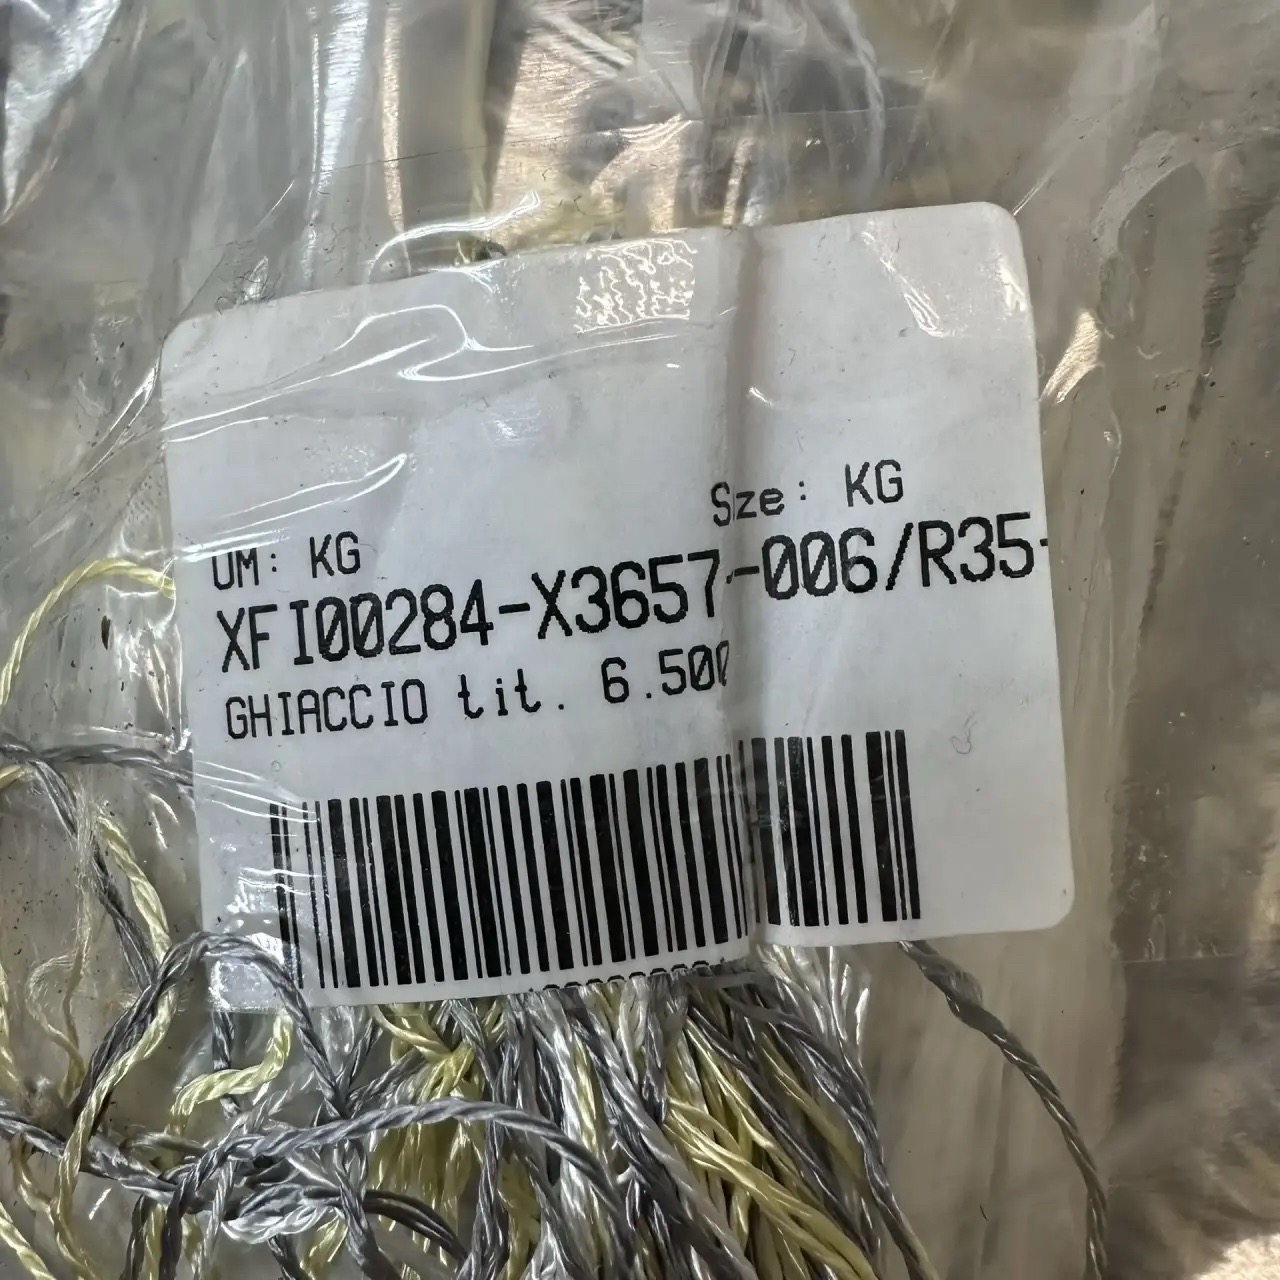 Size: KG
UM: KG
XFI00284-X3657-006/R35-
GHIACCIO tit. 6.500